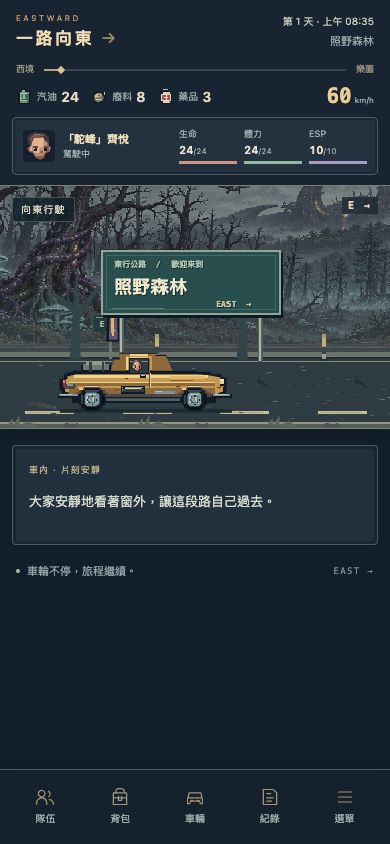 EASTWARD
一路向東 →
第 1 天 · 上午 08:35
照野森林
西境
樂園
汽油 24
廢料 8
藥品 3
60 km/h
「駝峰」齊悅
駕駛中
生命
24/24
體力
24/24
ESP
10/10
向東行駛
E →
東行公路 / 歡迎來到
照野森林
EAST →
E
車內 · 片刻安靜
大家安靜地看著窗外，讓這段路自己過去。
車輪不停，旅程繼續。
EAST →
隊伍
背包
車輛
紀錄
選單